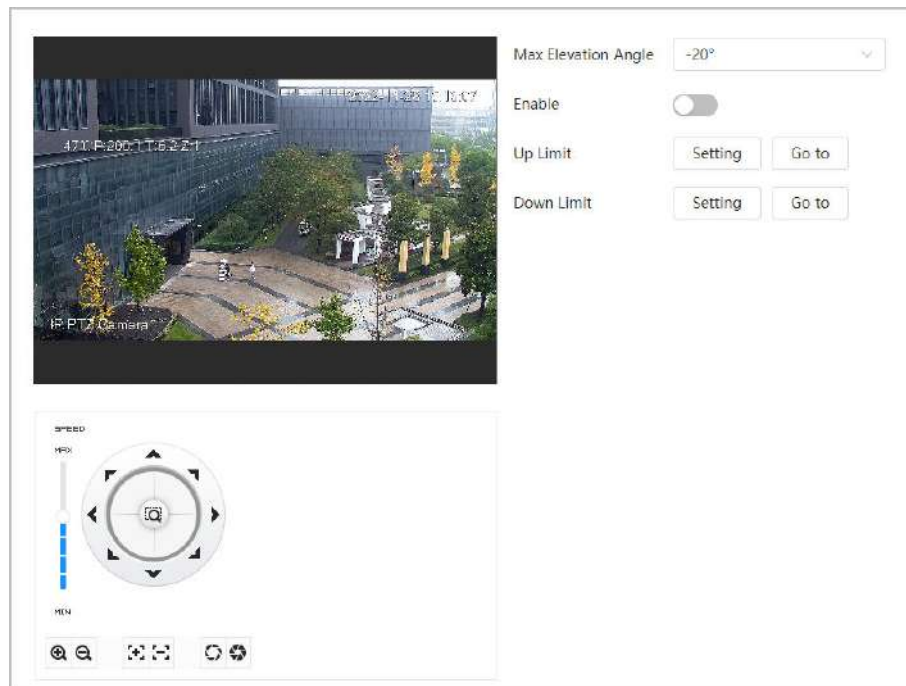 Max Elevation Angle
-20°
Enable
Up Limit
Setting
Go to
Down Limit
Setting
Go to
IR PTZ Camera
SPEED
MAX
MIN